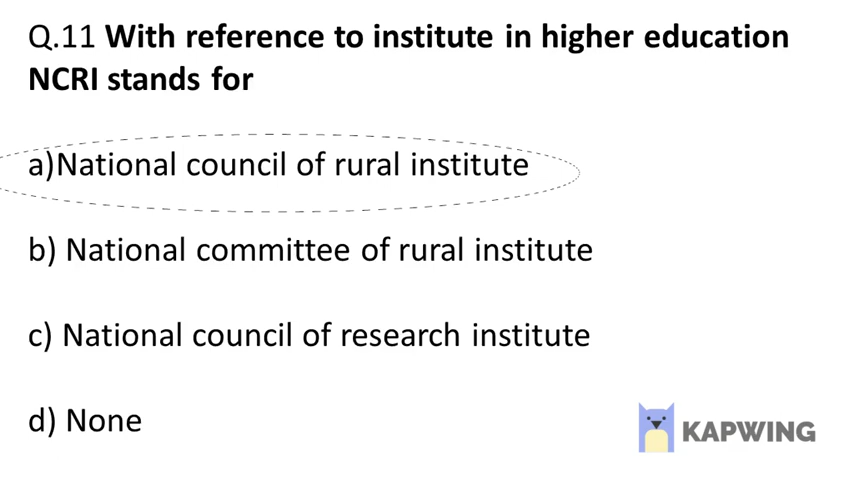 Q.11 With reference to institute in higher education
NCRI stands for
a)National council of rural institute
b) National committee of rural institute
c) National council of research institute
d) None
KAPWING